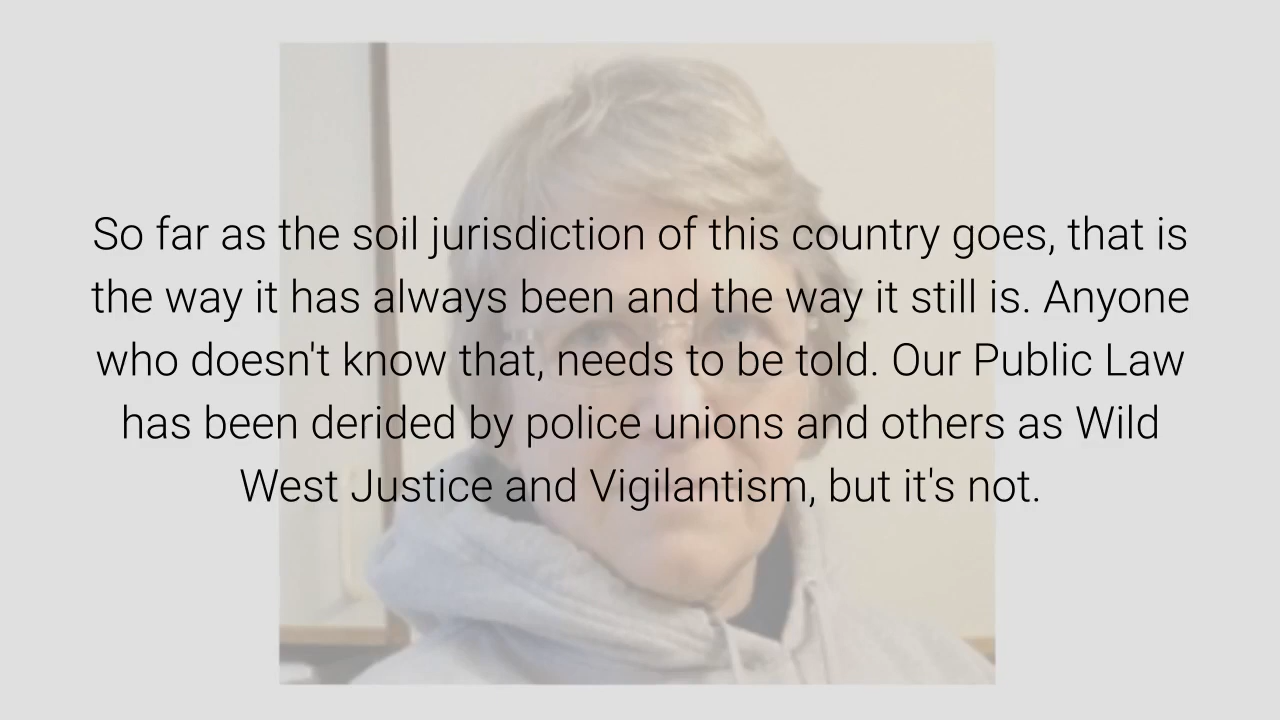 So far as the soil jurisdiction of this country goes, that is
the way it has always been and the way it still is. Anyone
who doesn't know that, needs to be told. Our Public Law
has been derided by police unions and others as Wild
West Justice and Vigilantism, but it's not.